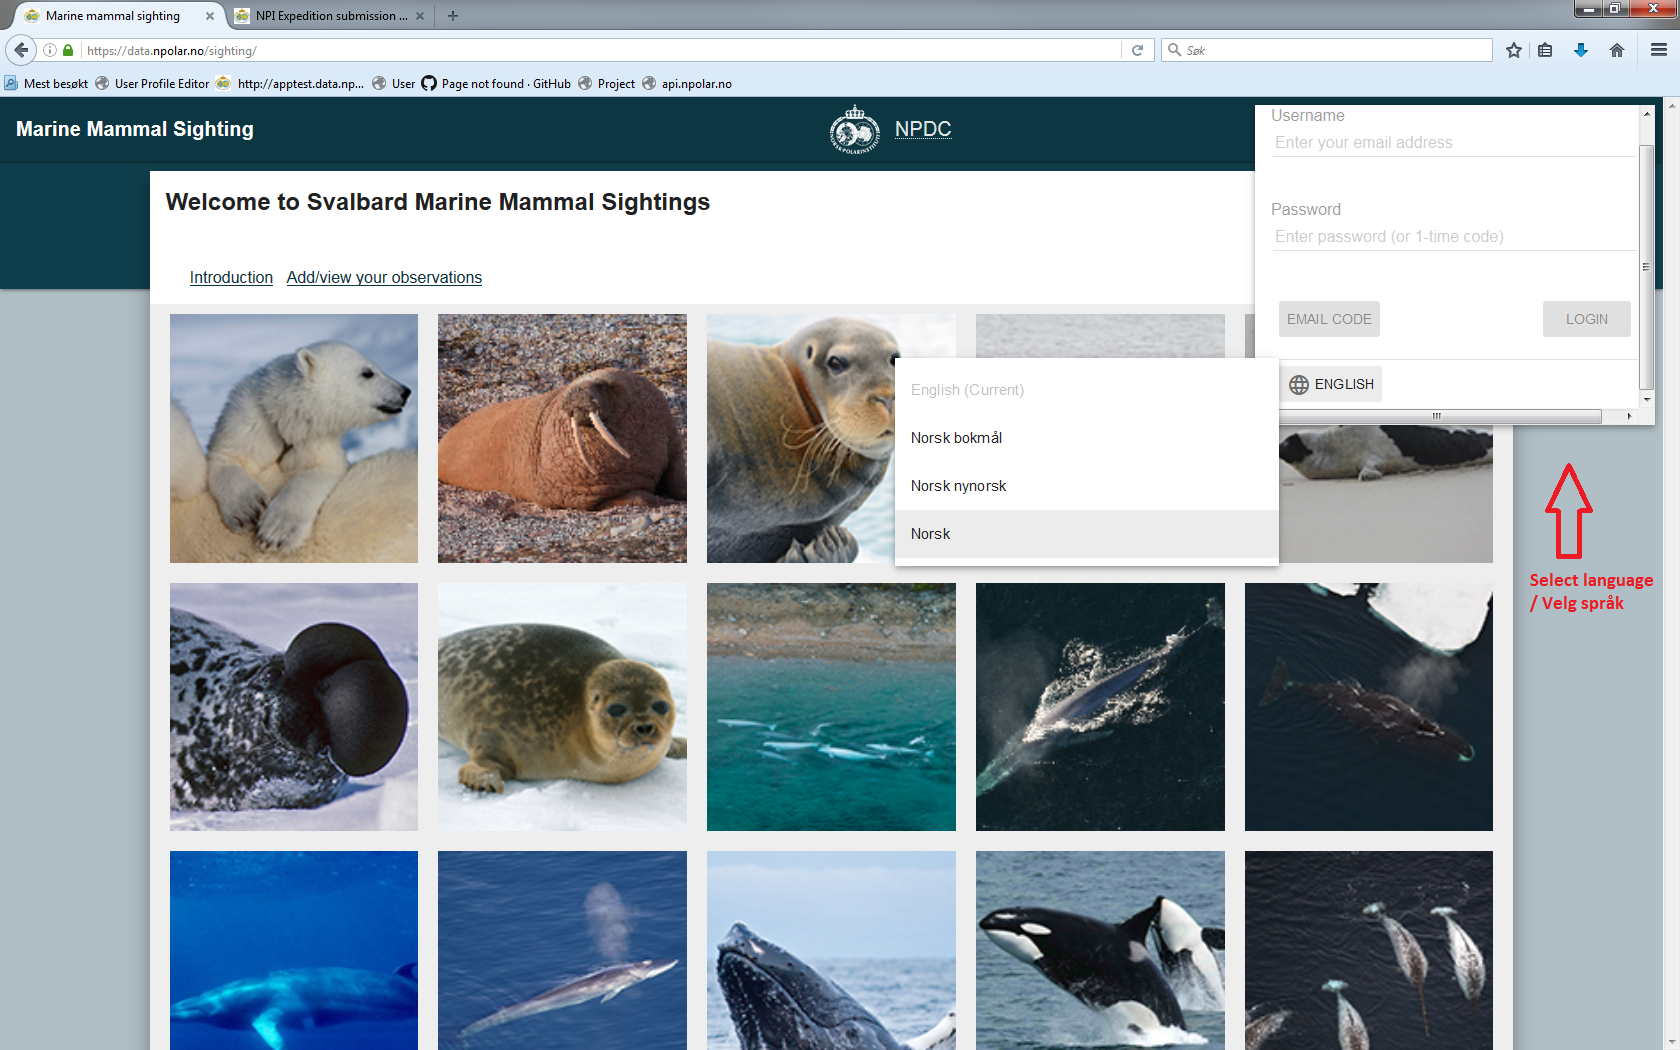 Marine mammal sighting
NPI Expedition submission ...
https://data.npolar.no/sighting/
Søk
Mest besøkt
User Profile Editor
http://apptest.data.np...
User
Page not found · GitHub
Project
api.npolar.no
Marine Mammal Sighting
NPDC
Username
Enter your email address
Password
Enter password (or 1-time code)
EMAIL CODE
LOGIN
ENGLISH
Welcome to Svalbard Marine Mammal Sightings
Introduction
Add/view your observations
English (Current)
Norsk bokmål
Norsk nynorsk
Norsk
Select language
/ Velg språk